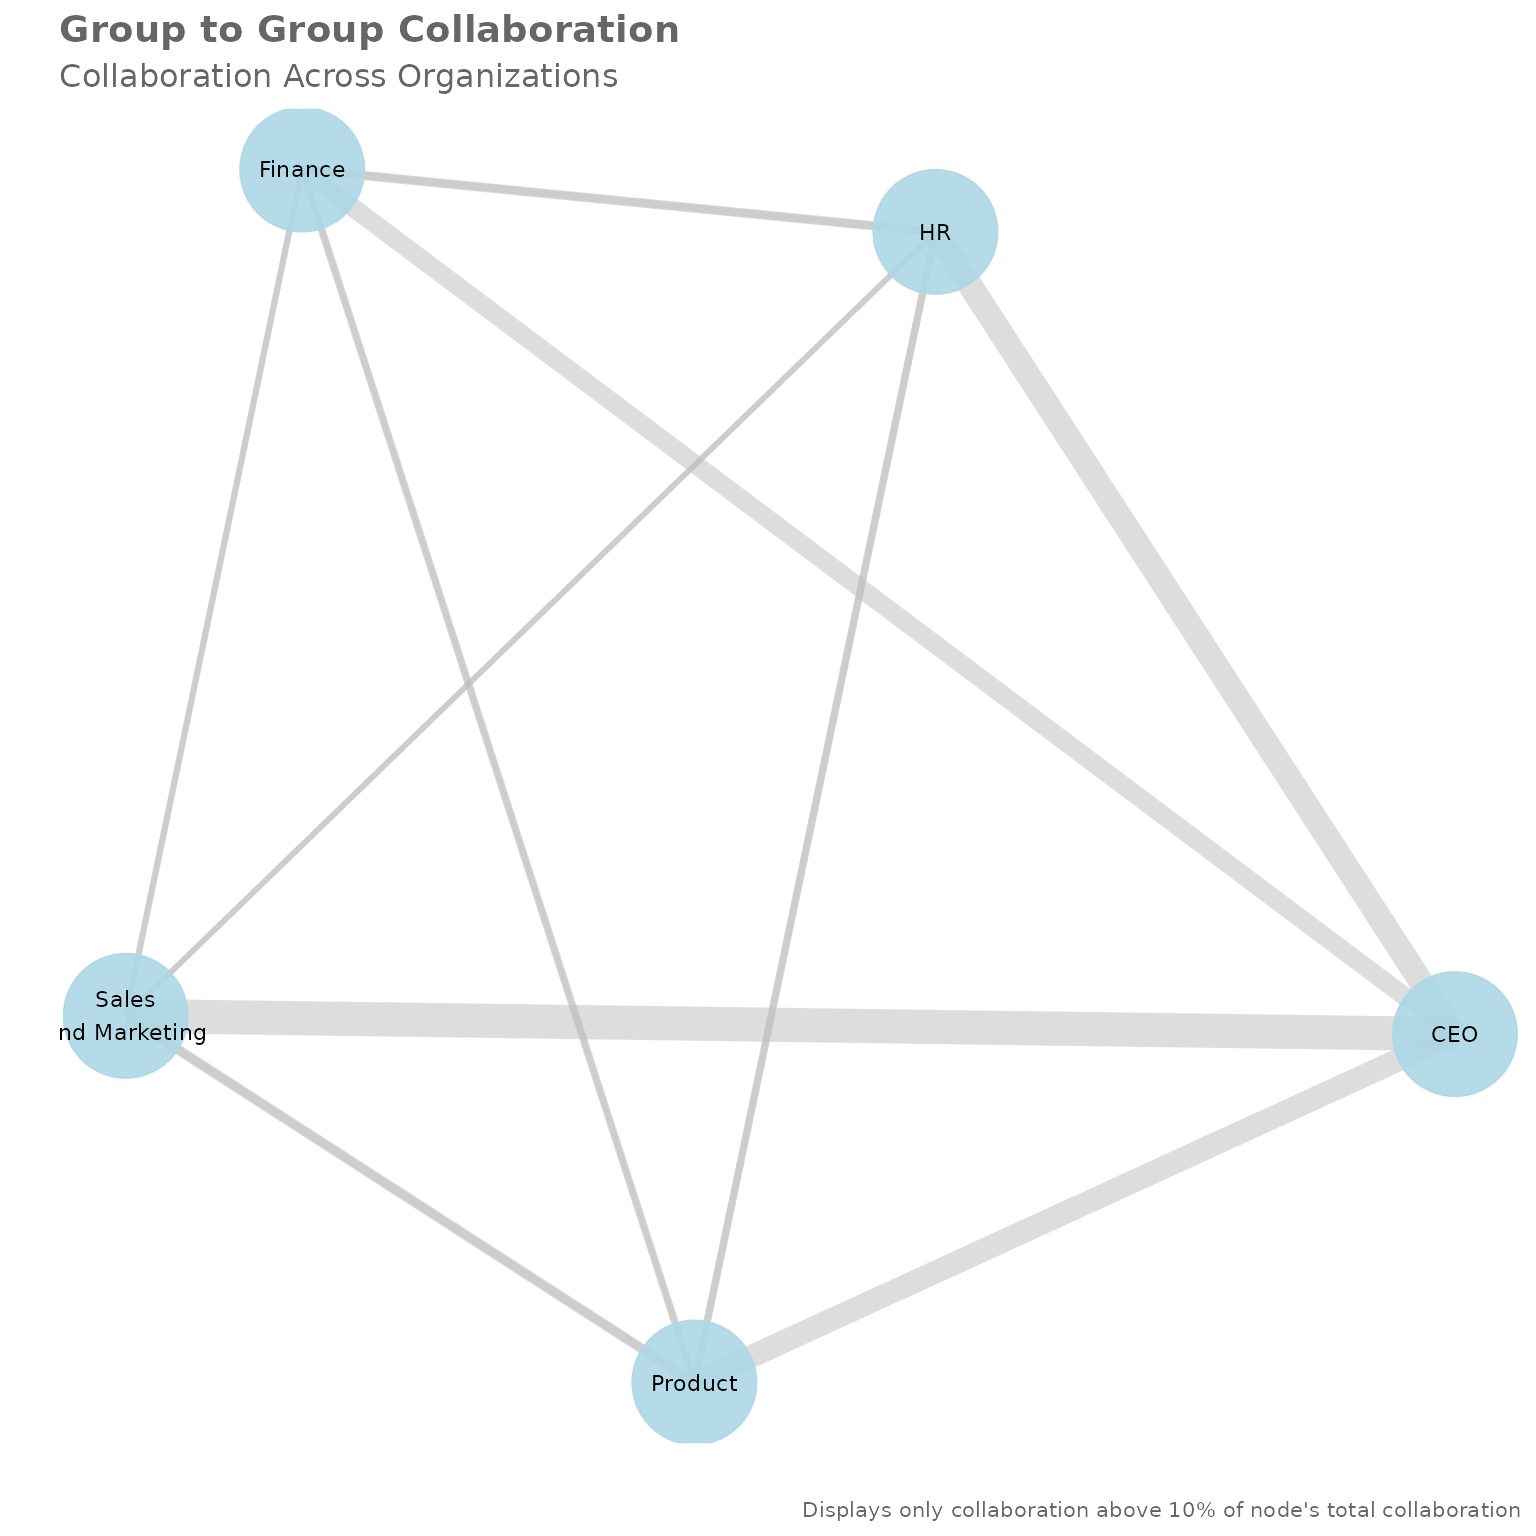 Group to Group Collaboration
Collaboration Across Organizations
Finance
HR
Sales
nd Marketing
CEO
Product
Displays only collaboration above 10% of node's total collaboration